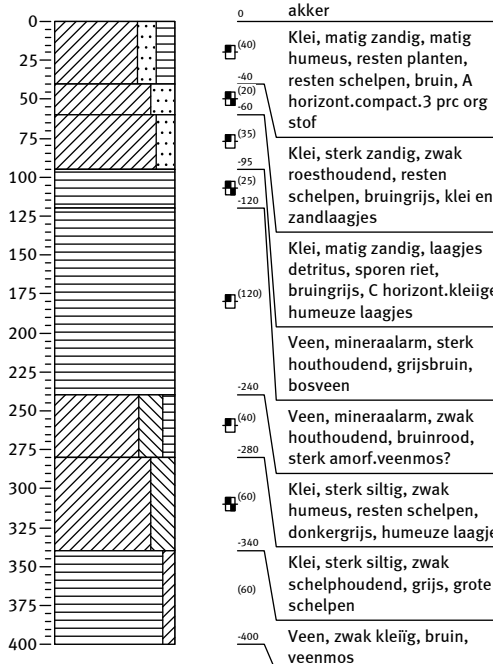 0
25
50
75
100
125
150
175
200
225
250
275
300
325
350
375
400
(40)
(20)
(35)
(25)
(120)
(40)
(60)
(60)
0
-40
-60
-95
-120
-240
-280
-340
-400
akker
Klei, matig zandig, matig
humeus, resten planten,
resten schelpen, bruin, A
horizont.compact.3 prc org
stof
Klei, sterk zandig, zwak
roesthoudend, resten
schelpen, bruingrijs, klei en
zandlaagjes
Klei, matig zandig, laagjes
detritus, sporen riet,
bruingrijs, C horizont.kleiige
humeuze laagjes
Veen, mineraalarm, sterk
houthoudend, grijsbruin,
bosveen
Veen, mineraalarm, zwak
houthoudend, bruinrood,
sterk amorf.veenmos?
Klei, sterk siltig, zwak
humeus, resten schelpen,
donkergrijs, humeuze laagje
Klei, sterk siltig, zwak
schelphoudend, grijs, grote
schelpen
Veen, zwak kleiïg, bruin,
veenmos